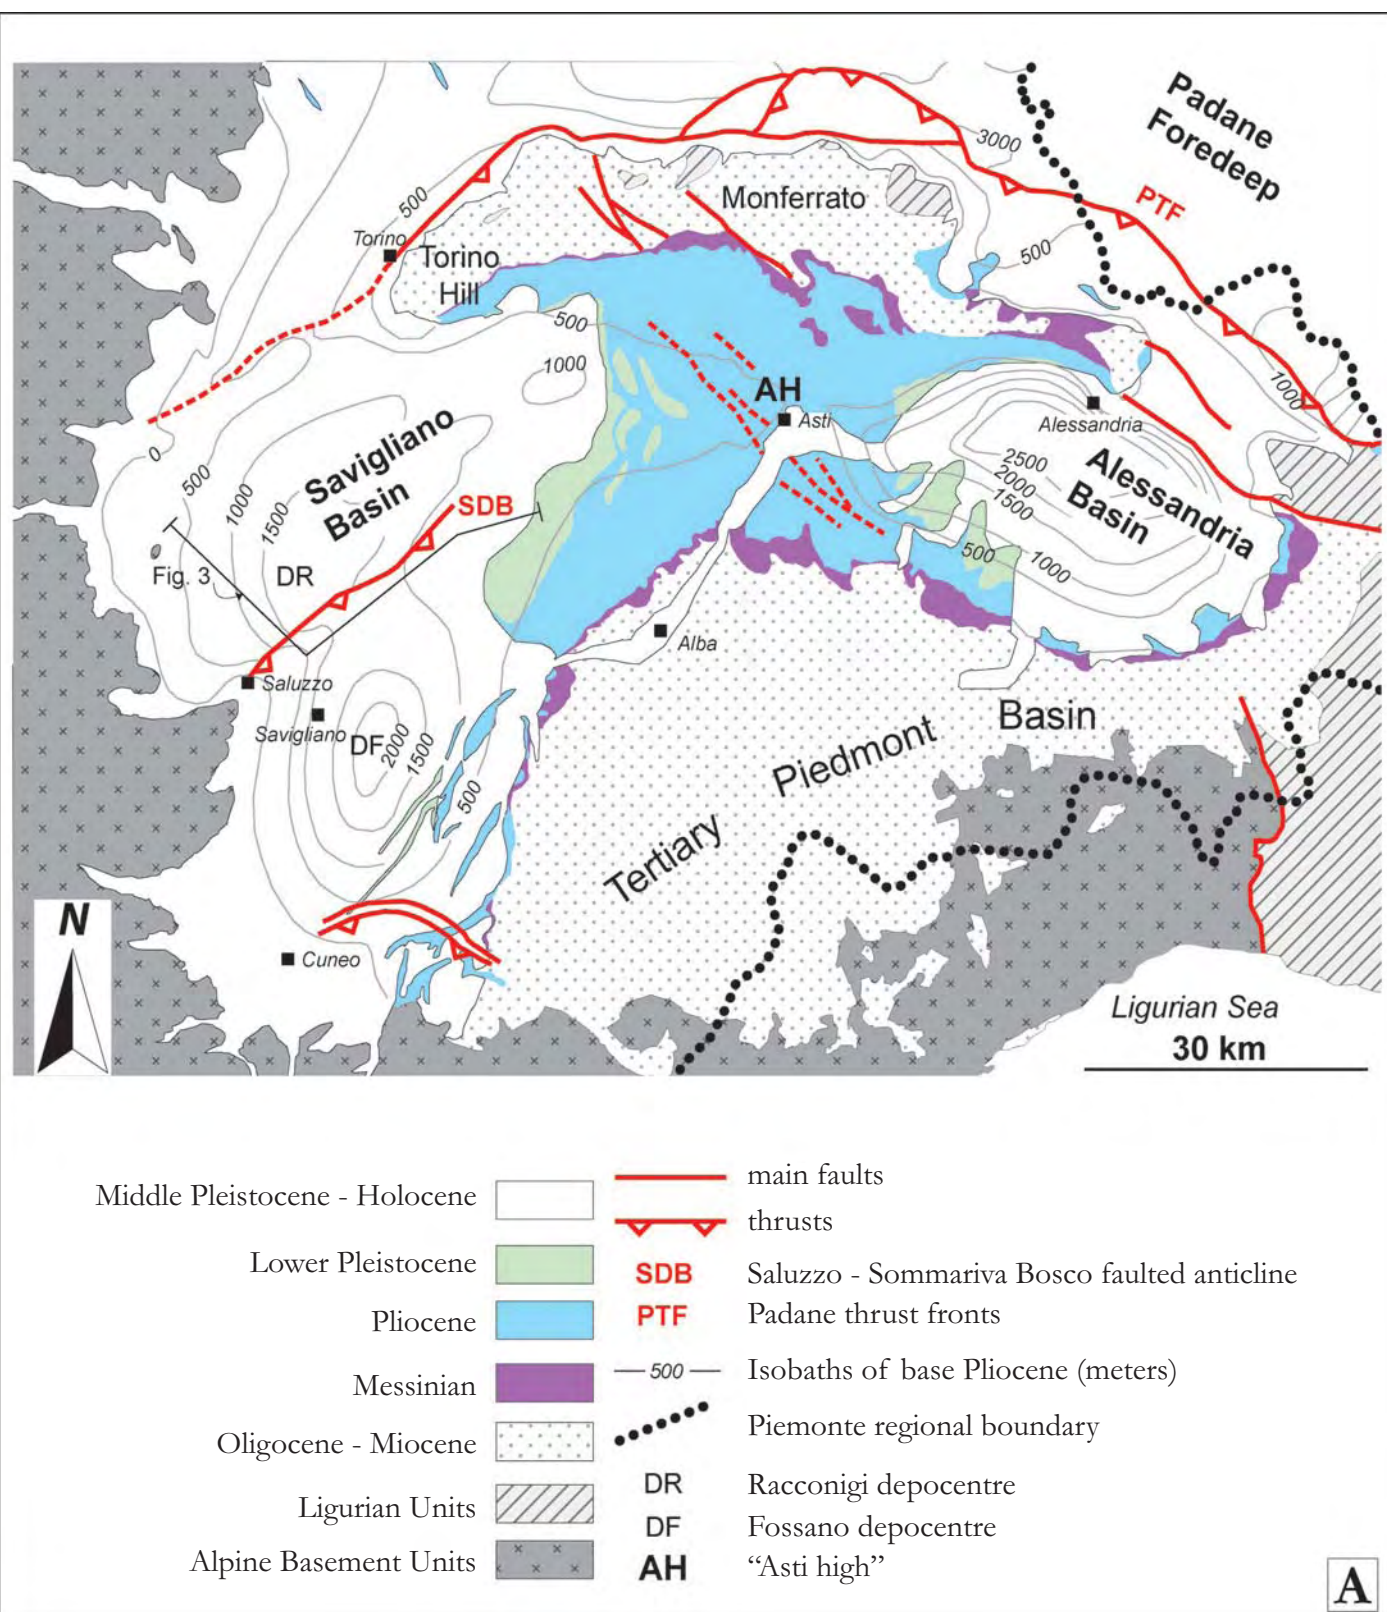 Padane
Foredeep
3000
PTF
500
Monferrato
Torino
500
Torino
Hill
500
1000
AH
Asti
1000
Alessandria
0
500
1000
1500
Savigliano
Basin
SDB
2500
2000
1500
Alessandria
Basin
500
1000
Fig. 3
DR
Alba
Saluzzo
Savigliano
DF
2000
1500
500
Tertiary
Piedmont
Basin
N
Cuneo
Ligurian Sea
30 km
Middle Pleistocene - Holocene
Lower Pleistocene
Pliocene
Messinian
Oligocene - Miocene
Ligurian Units
Alpine Basement Units
main faults
thrusts
SDB Saluzzo - Sommariva Bosco faulted anticline
PTF Padane thrust fronts
500 Isobaths of base Pliocene (meters)
Piemonte regional boundary
DR Racconigi depocentre
DF Fossano depocentre
AH “Asti high”
A